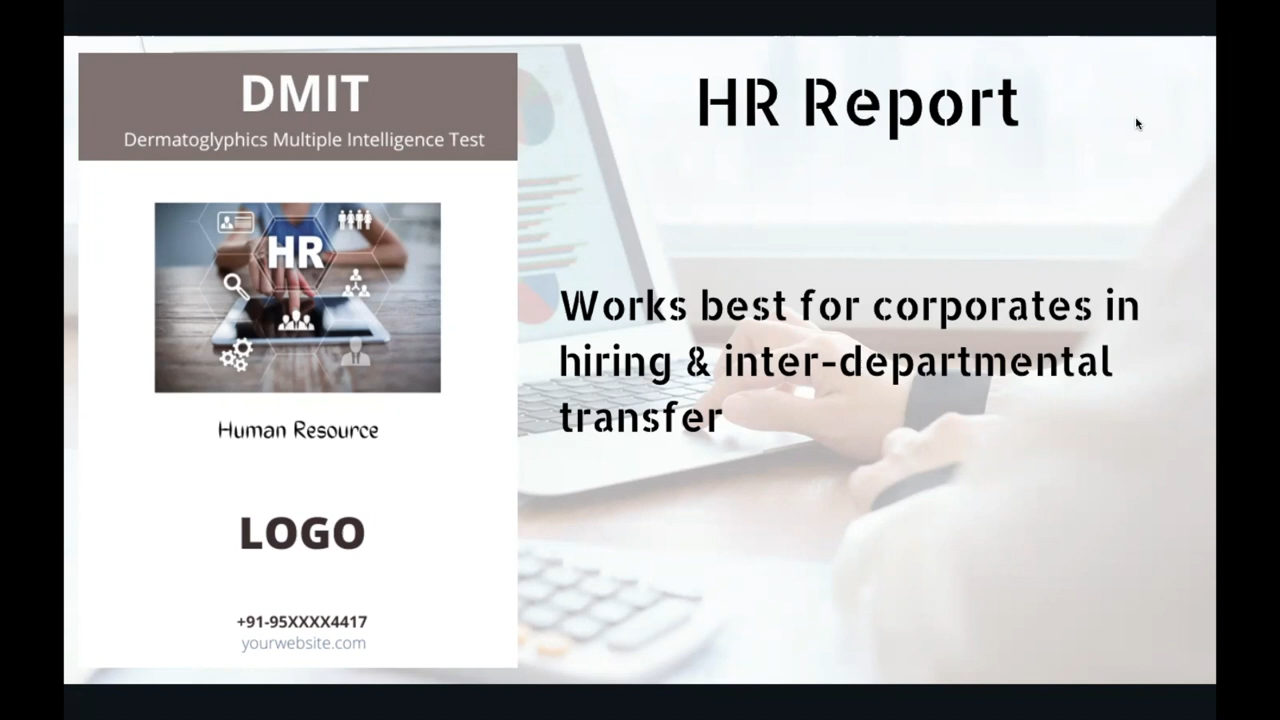 DMIT
Dermatoglyphics Multiple Intelligence Test
HR
Human Resource
LOGO
+91-95XXXX4417
yourwebsite.com
HR Report
Works best for corporates in
hiring & inter-departmental
transfer